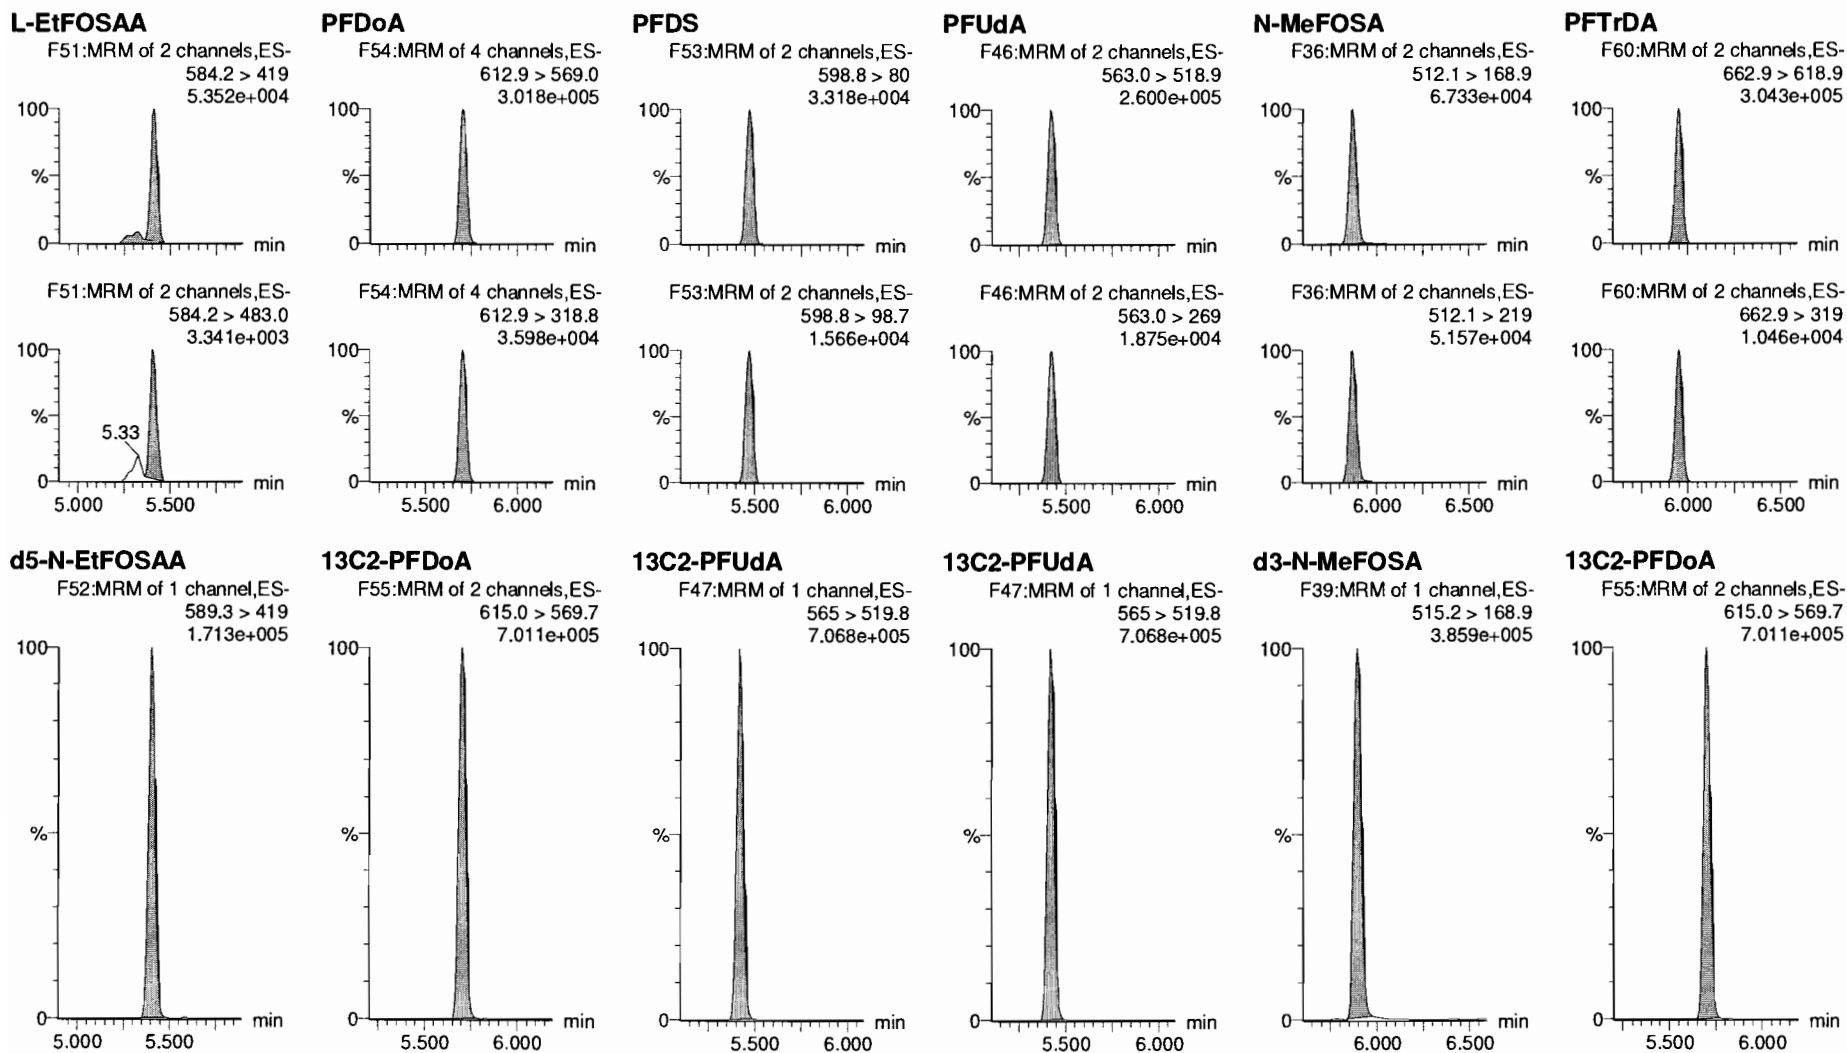 L-EtFOSAA
F51:MRM of 2 channels,ES-
584.2 > 419
5.352e+004
100
%
0
min
F51:MRM of 2 channels,ES-
584.2 > 483.0
3.341e+003
100
%
5.33
0
min
5.000 5.500
PFDoA
F54:MRM of 4 channels,ES-
612.9 > 569.0
3.018e+005
100
%
0
min
F54:MRM of 4 channels,ES-
612.9 > 318.8
3.598e+004
100
%
0
min
5.500 6.000
PFDS
F53:MRM of 2 channels,ES-
598.8 > 80
3.318e+004
100
%
0
min
F53:MRM of 2 channels,ES-
598.8 > 98.7
1.566e+004
100
%
0
min
5.500 6.000
PFUdA
F46:MRM of 2 channels,ES-
563.0 > 518.9
2.600e+005
100
%
0
min
F46:MRM of 2 channels,ES-
563.0 > 269
1.875e+004
100
%
0
min
5.500 6.000
N-MeFOSA
F36:MRM of 2 channels,ES-
512.1 > 168.9
6.733e+004
100
%
0
min
F36:MRM of 2 channels,ES-
512.1 > 219
5.157e+004
100
%
0
min
6.000 6.500
PFTrDA
F60:MRM of 2 channels,ES-
662.9 > 618.9
3.043e+005
100
%
0
min
F60:MRM of 2 channels,ES-
662.9 > 319
1.046e+004
100
%
0
min
6.000 6.500
d5-N-EtFOSAA
F52:MRM of 1 channel,ES-
589.3 > 419
1.713e+005
100
%
0
min
5.000 5.500
13C2-PFDoA
F55:MRM of 2 channels,ES-
615.0 > 569.7
7.011e+005
100
%
0
min
5.500 6.000
13C2-PFUdA
F47:MRM of 1 channel,ES-
565 > 519.8
7.068e+005
100
%
0
min
5.500 6.000
13C2-PFUdA
F47:MRM of 1 channel,ES-
565 > 519.8
7.068e+005
100
%
0
min
5.500 6.000
d3-N-MeFOSA
F39:MRM of 1 channel,ES-
515.2 > 168.9
3.859e+005
100
%
0
min
6.000 6.500
13C2-PFDoA
F55:MRM of 2 channels,ES-
615.0 > 569.7
7.011e+005
100
%
0
min
5.500 6.000